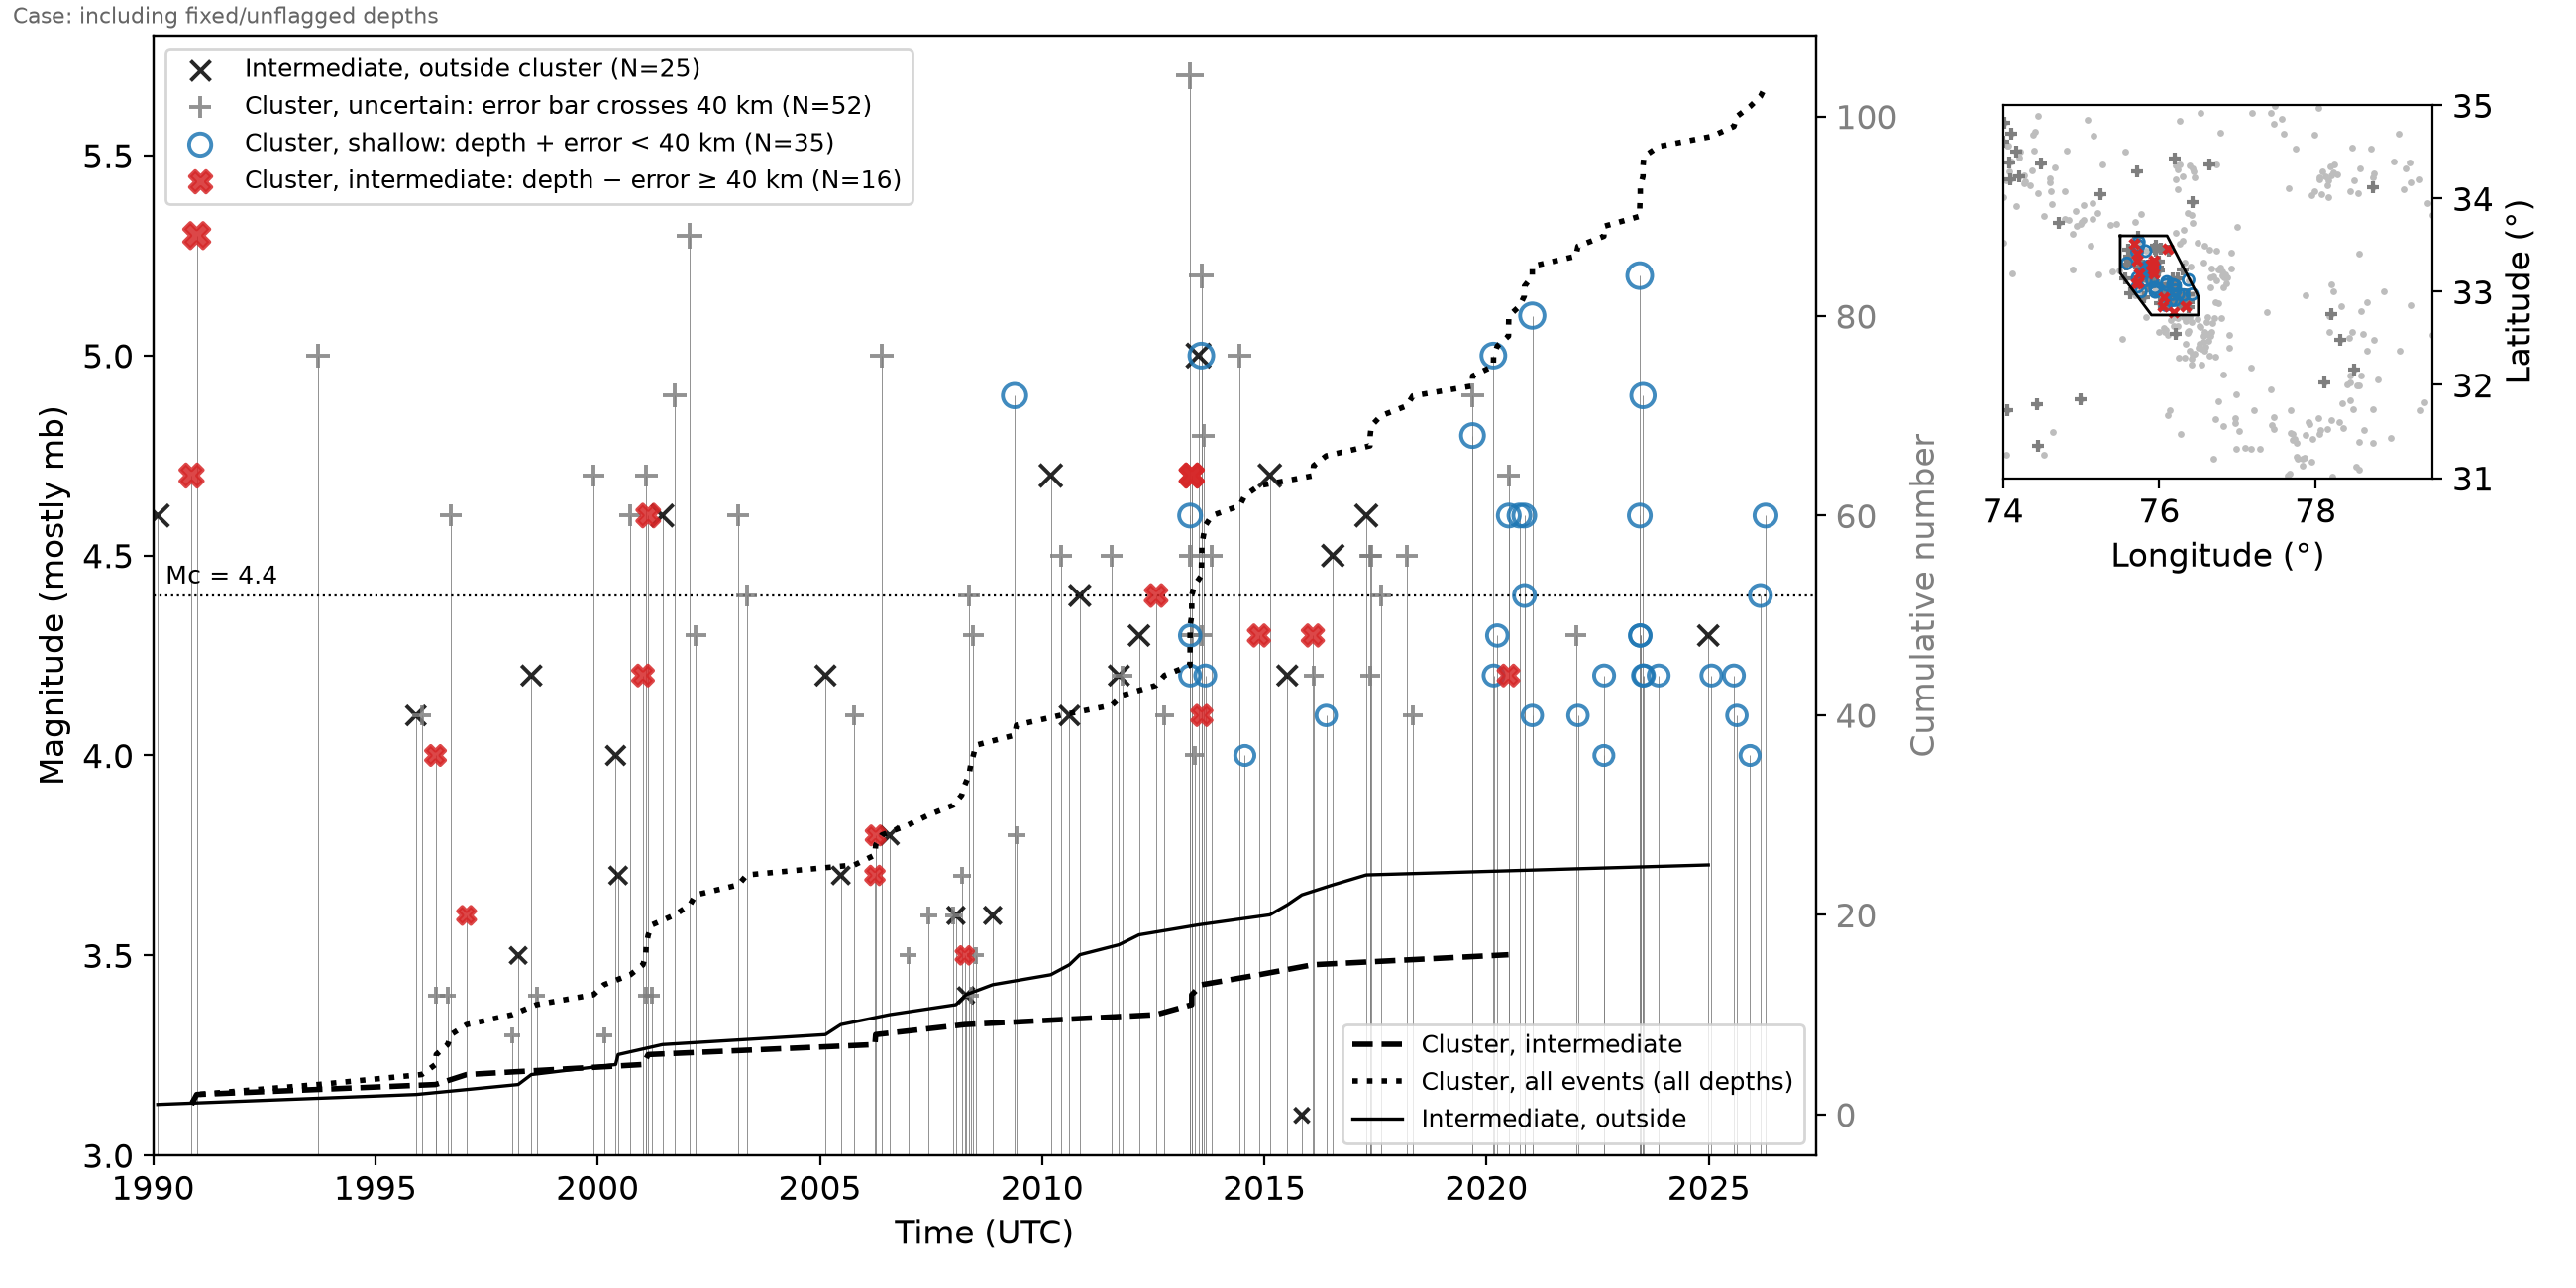 Case: including fixed/unflagged depths
Intermediate, outside cluster (N=25)
Cluster, uncertain: error bar crosses 40 km (N=52)
Cluster, shallow: depth + error < 40 km (N=35)
Cluster, intermediate: depth − error ≥ 40 km (N=16)
Magnitude (mostly mb)
5.5
5.0
4.5
4.0
3.5
3.0
Mc = 4.4
1990
1995
2000
2005
2010
2015
2020
2025
Time (UTC)
100
80
60
40
20
0
Cumulative number
Cluster, intermediate
Cluster, all events (all depths)
Intermediate, outside
35
34
33
32
31
Latitude (°)
74
76
78
Longitude (°)